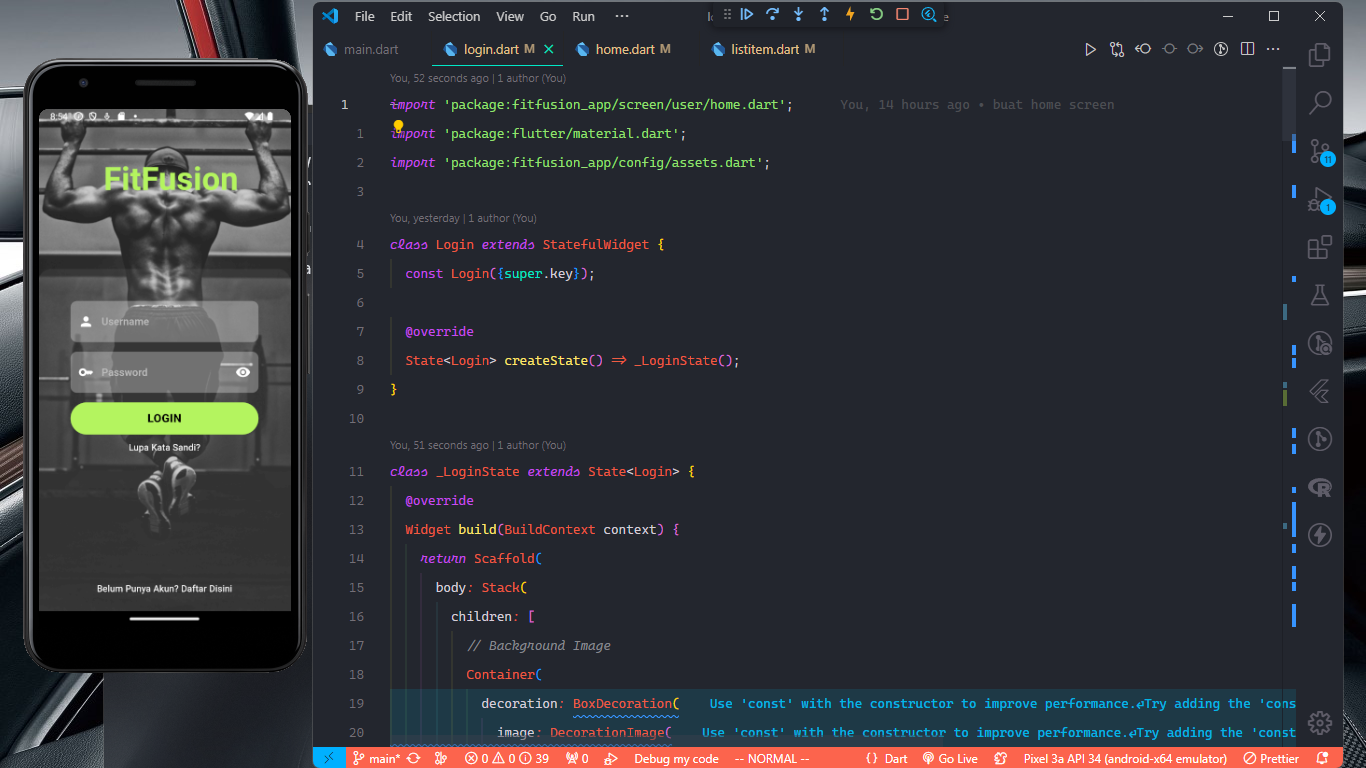 8:54
FitFusion
Username
Password
LOGIN
Lupa Kata Sandi?
Belum Punya Akun? Daftar Disini
File Edit Selection View Go Run ···
main.dart
login.dart M
home.dart M
listitem.dart M
You, 52 seconds ago | 1 author (You)
1 import 'package:fitfusion_app/screen/user/home.dart'; You, 14 hours ago • buat home screen
1 import 'package:flutter/material.dart';
2 import 'package:fitfusion_app/config/assets.dart';
3
You, yesterday | 1 author (You)
4 class Login extends StatefulWidget {
5 const Login({super.key});
6
7 @override
8 State<Login> createState() => _LoginState();
9 }
10
You, 51 seconds ago | 1 author (You)
11 class _LoginState extends State<Login> {
12 @override
13 Widget build(BuildContext context) {
14 return Scaffold(
15 body: Stack(
16 children: [
17 // Background Image
18 Container(
19 decoration: BoxDecoration( Use 'const' with the constructor to improve performance.↵Try adding the 'cons
20 image: DecorationImage( Use 'const' with the constructor to improve performance.↵Try adding the 'const
11
1
main* 0 0 39 0 Debug my code -- NORMAL -- {} Dart Go Live Pixel 3a API 34 (android-x64 emulator) Prettier